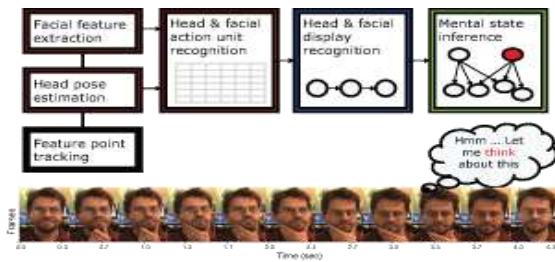 Facial feature
extraction
Head pose
estimation
Feature point
tracking
Head & facial
action unit
recognition
Head & facial
display
recognition
Mental state
inference
Hmm ... Let
me think
about this
Frames
Time (sec)